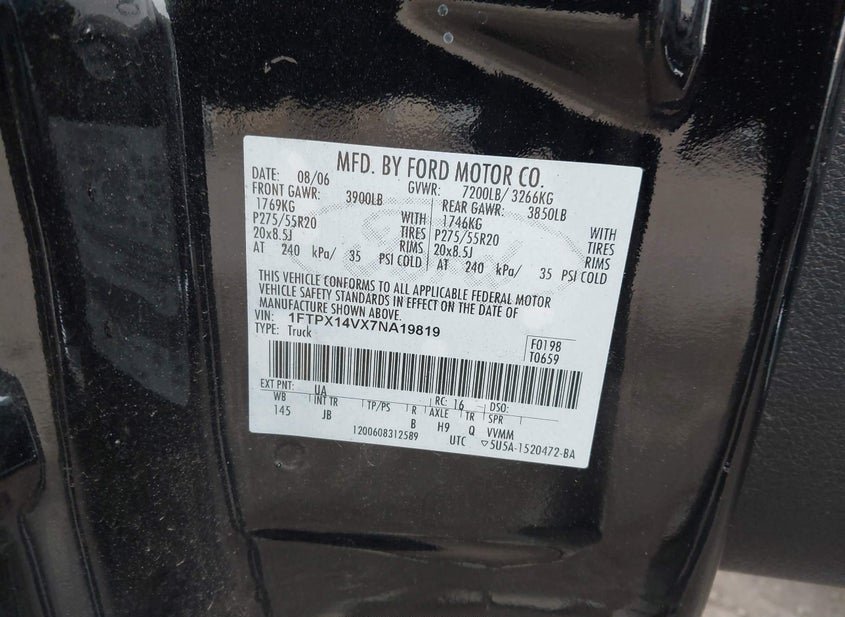 MFD. BY FORD MOTOR CO.
DATE: 08/06 GVWR: 7200LB/ 3266KG
FRONT GAWR: 3900LB REAR GAWR: 3850LB
1769KG WITH 1746KG WITH
P275/55R20 TIRES P275/55R20 TIRES
20x8.5J RIMS 20x8.5J RIMS
AT 240 kPa/ 35 PSI COLD AT 240 kPa/ 35 PSI COLD
THIS VEHICLE CONFORMS TO ALL APPLICABLE FEDERAL MOTOR
VEHICLE SAFETY STANDARDS IN EFFECT ON THE DATE OF
MANUFACTURE SHOWN ABOVE.
VIN: 1FTPX14VX7NA19819
TYPE: Truck
F0198
T0659
EXT PNT: UA RC: 16 DSO:
WB INT TR TP/PS R AXLE TR SPR
145 JB B H9 Q VVMM
1200608312589 UTC ▽5U5A-1520472-BA